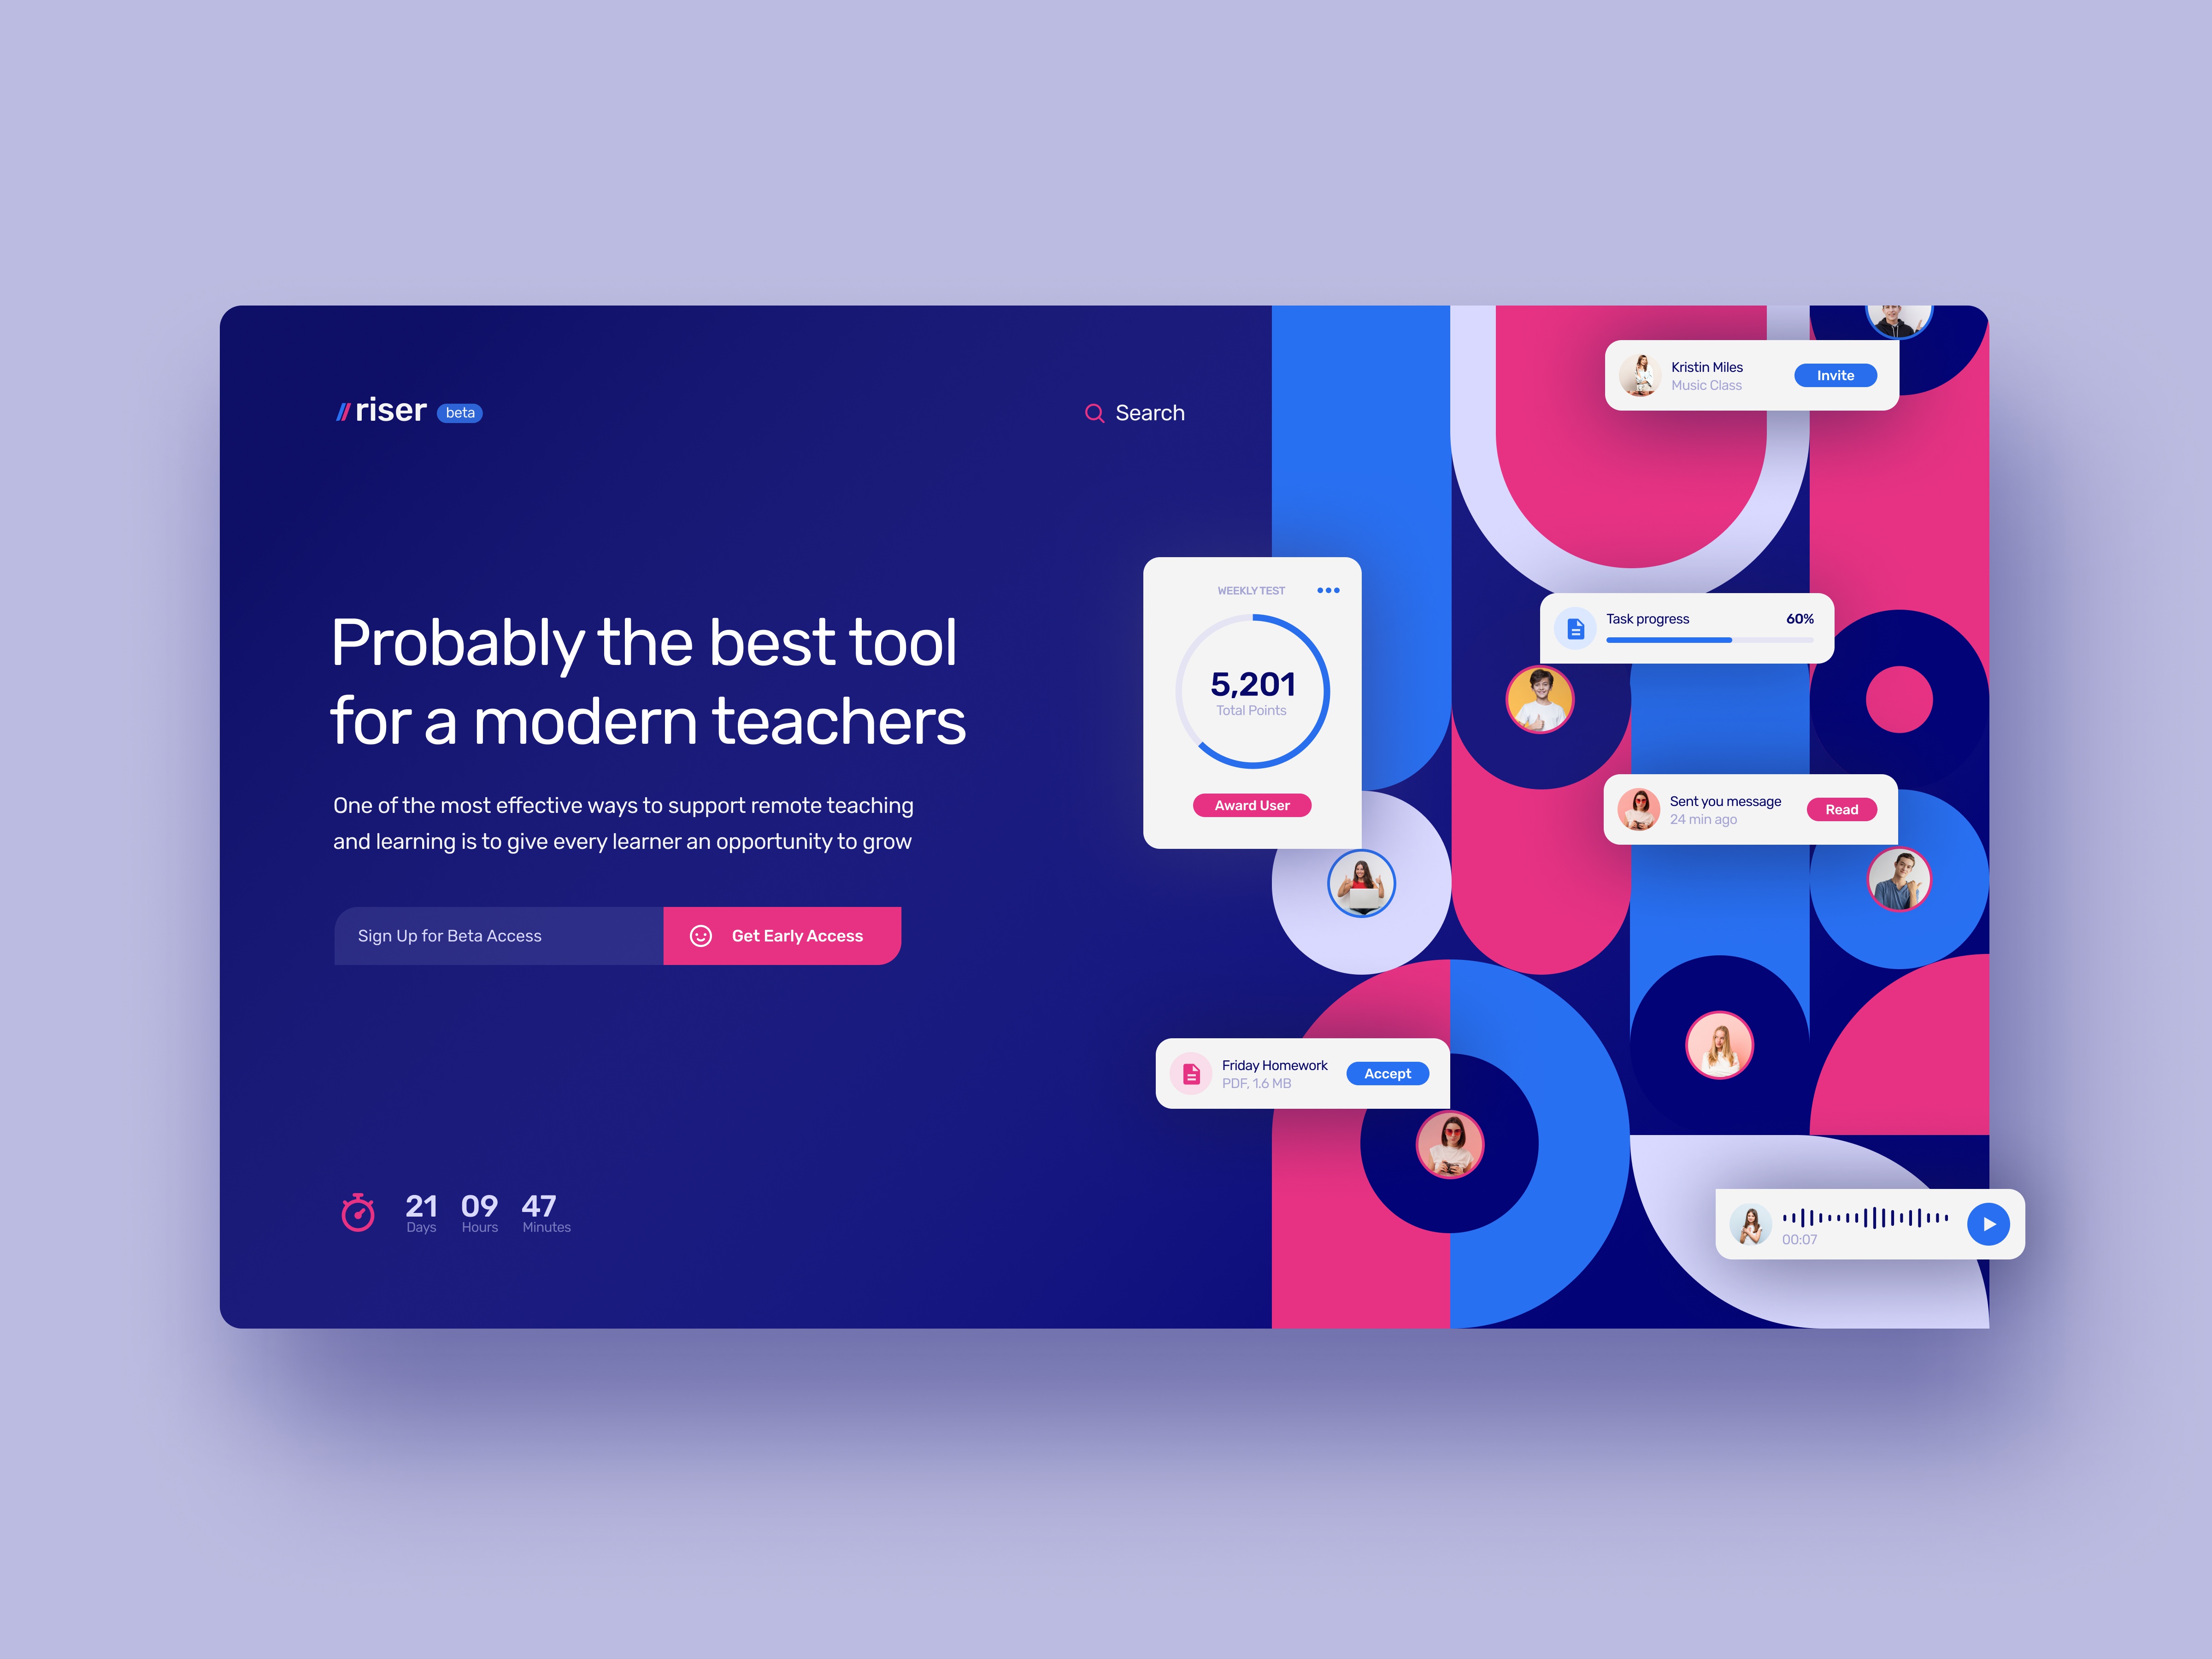 riser beta
Search
Probably the best tool
for a modern teachers
One of the most effective ways to support remote teaching
and learning is to give every learner an opportunity to grow
Sign Up for Beta Access
Get Early Access
21 09 47
Days Hours Minutes
Kristin Miles
Music Class
Invite
WEEKLY TEST
5,201
Total Points
Award User
Task progress 60%
Sent you message
24 min ago
Read
Friday Homework
PDF, 1.6 MB
Accept
00:07